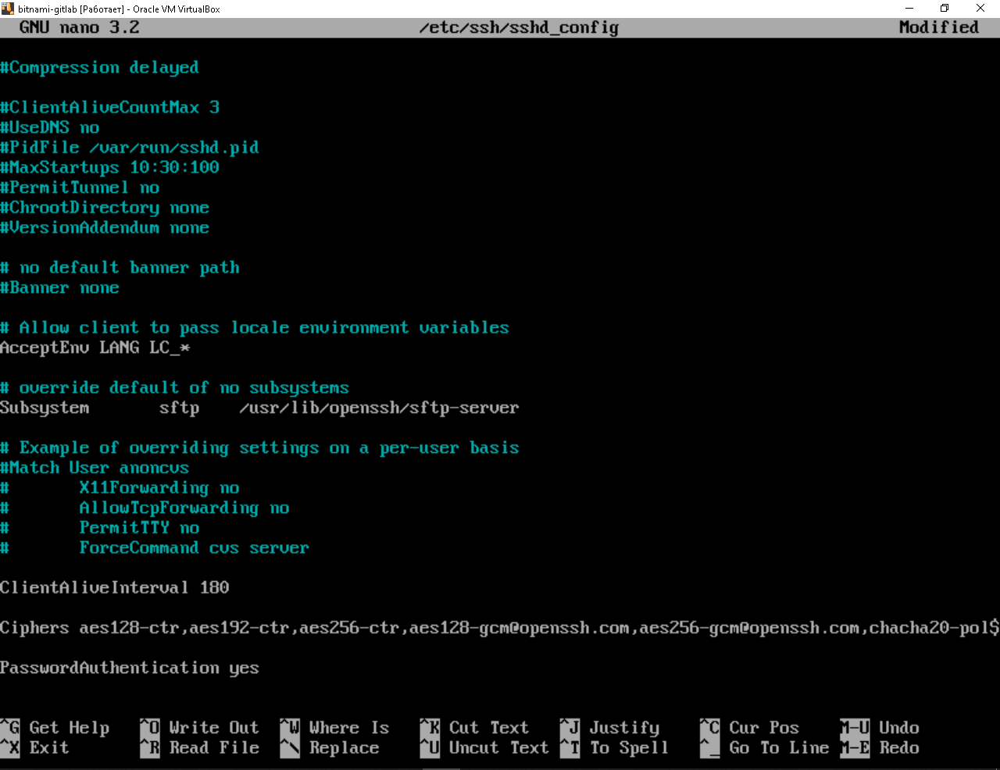 bitnami-gitlab [Работает] - Oracle VM VirtualBox
GNU nano 3.2 /etc/ssh/sshd_config Modified
#Compression delayed
#ClientAliveCountMax 3
#UseDNS no
#PidFile /var/run/sshd.pid
#MaxStartups 10:30:100
#PermitTunnel no
#ChrootDirectory none
#VersionAddendum none
# no default banner path
#Banner none
# Allow client to pass locale environment variables
AcceptEnv LANG LC_*
# override default of no subsystems
Subsystem sftp /usr/lib/openssh/sftp-server
# Example of overriding settings on a per-user basis
#Match User anoncvs
# X11Forwarding no
# AllowTcpForwarding no
# PermitTTY no
# ForceCommand cvs server
ClientAliveInterval 180
Ciphers aes128-ctr,aes192-ctr,aes256-ctr,aes128-gcm@openssh.com,aes256-gcm@openssh.com,chacha20-pol$
PasswordAuthentication yes
^G Get Help ^O Write Out ^W Where Is ^K Cut Text ^J Justify ^C Cur Pos M-U Undo
^X Exit ^R Read File ^\ Replace ^U Uncut Text ^T To Spell ^_ Go To Line M-E Redo